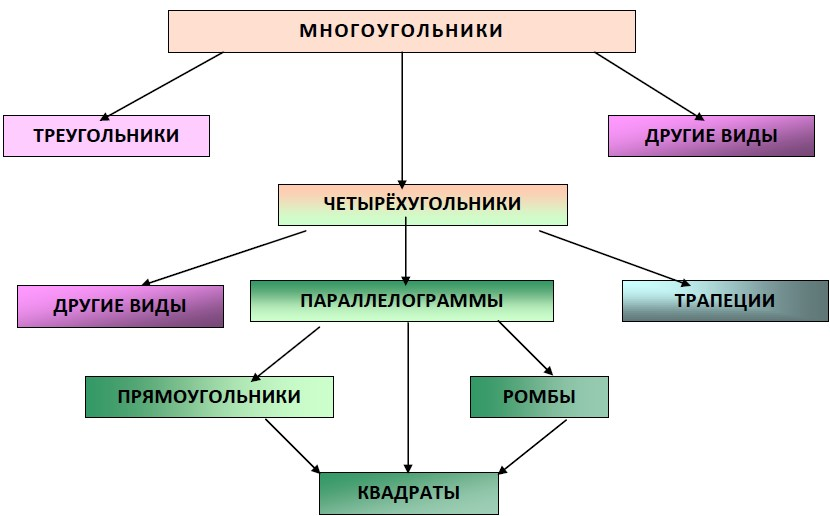 МНОГОУГОЛЬНИКИ
ТРЕУГОЛЬНИКИ
ДРУГИЕ ВИДЫ
ЧЕТЫРЁХУГОЛЬНИКИ
ДРУГИЕ ВИДЫ
ПАРАЛЛЕЛОГРАММЫ
ТРАПЕЦИИ
ПРЯМОУГОЛЬНИКИ
РОМБЫ
КВАДРАТЫ